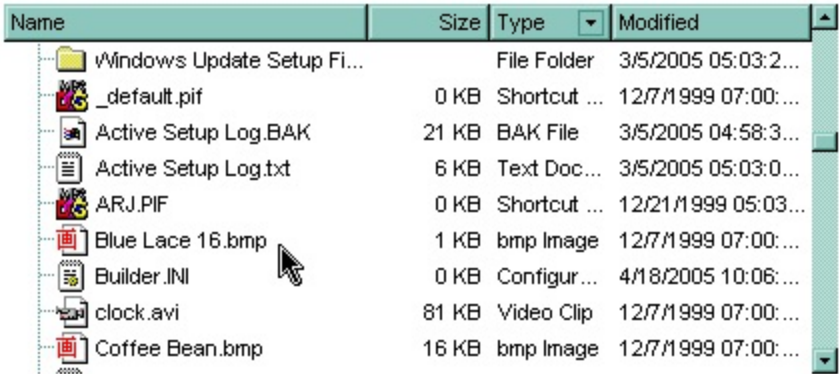 Name Size Type Modified
Windows Update Setup Fi... File Folder 3/5/2005 05:03:2...
_default.pif 0 KB Shortcut ... 12/7/1999 07:00:...
Active Setup Log.BAK 21 KB BAK File 3/5/2005 04:58:3...
Active Setup Log.txt 6 KB Text Doc... 3/5/2005 05:03:0...
ARJ.PIF 0 KB Shortcut ... 12/21/1999 05:03...
画 Blue Lace 16.bmp 1 KB bmp Image 12/7/1999 07:00:...
Builder.INI 0 KB Configur... 4/18/2005 10:06:...
clock.avi 81 KB Video Clip 12/7/1999 07:00:...
画 Coffee Bean.bmp 16 KB bmp Image 12/7/1999 07:00:...